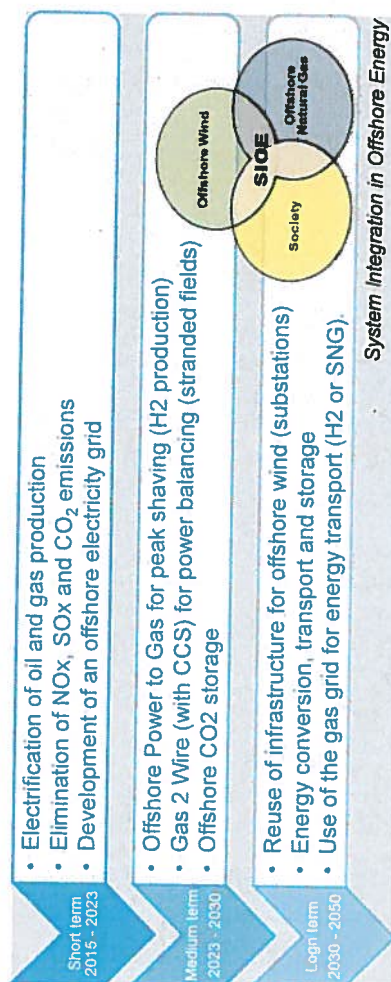 Short term
2015 - 2023
• Electrification of oil and gas production
• Elimination of NOx, SOx and CO2 emissions
• Development of an offshore electricity grid
Medium term
2023 - 2030
• Offshore Power to Gas for peak shaving (H2 production)
• Gas 2 Wire (with CCS) for power balancing (stranded fields)
• Offshore CO2 storage
Logn term
2030 - 2050
• Reuse of infrastructure for offshore wind (substations)
• Energy conversion, transport and storage
• Use of the gas grid for energy transport (H2 or SNG).
Offshore Wind
SIOE
Society
Offshore
Natural Gas
System Integration in Offshore Energy